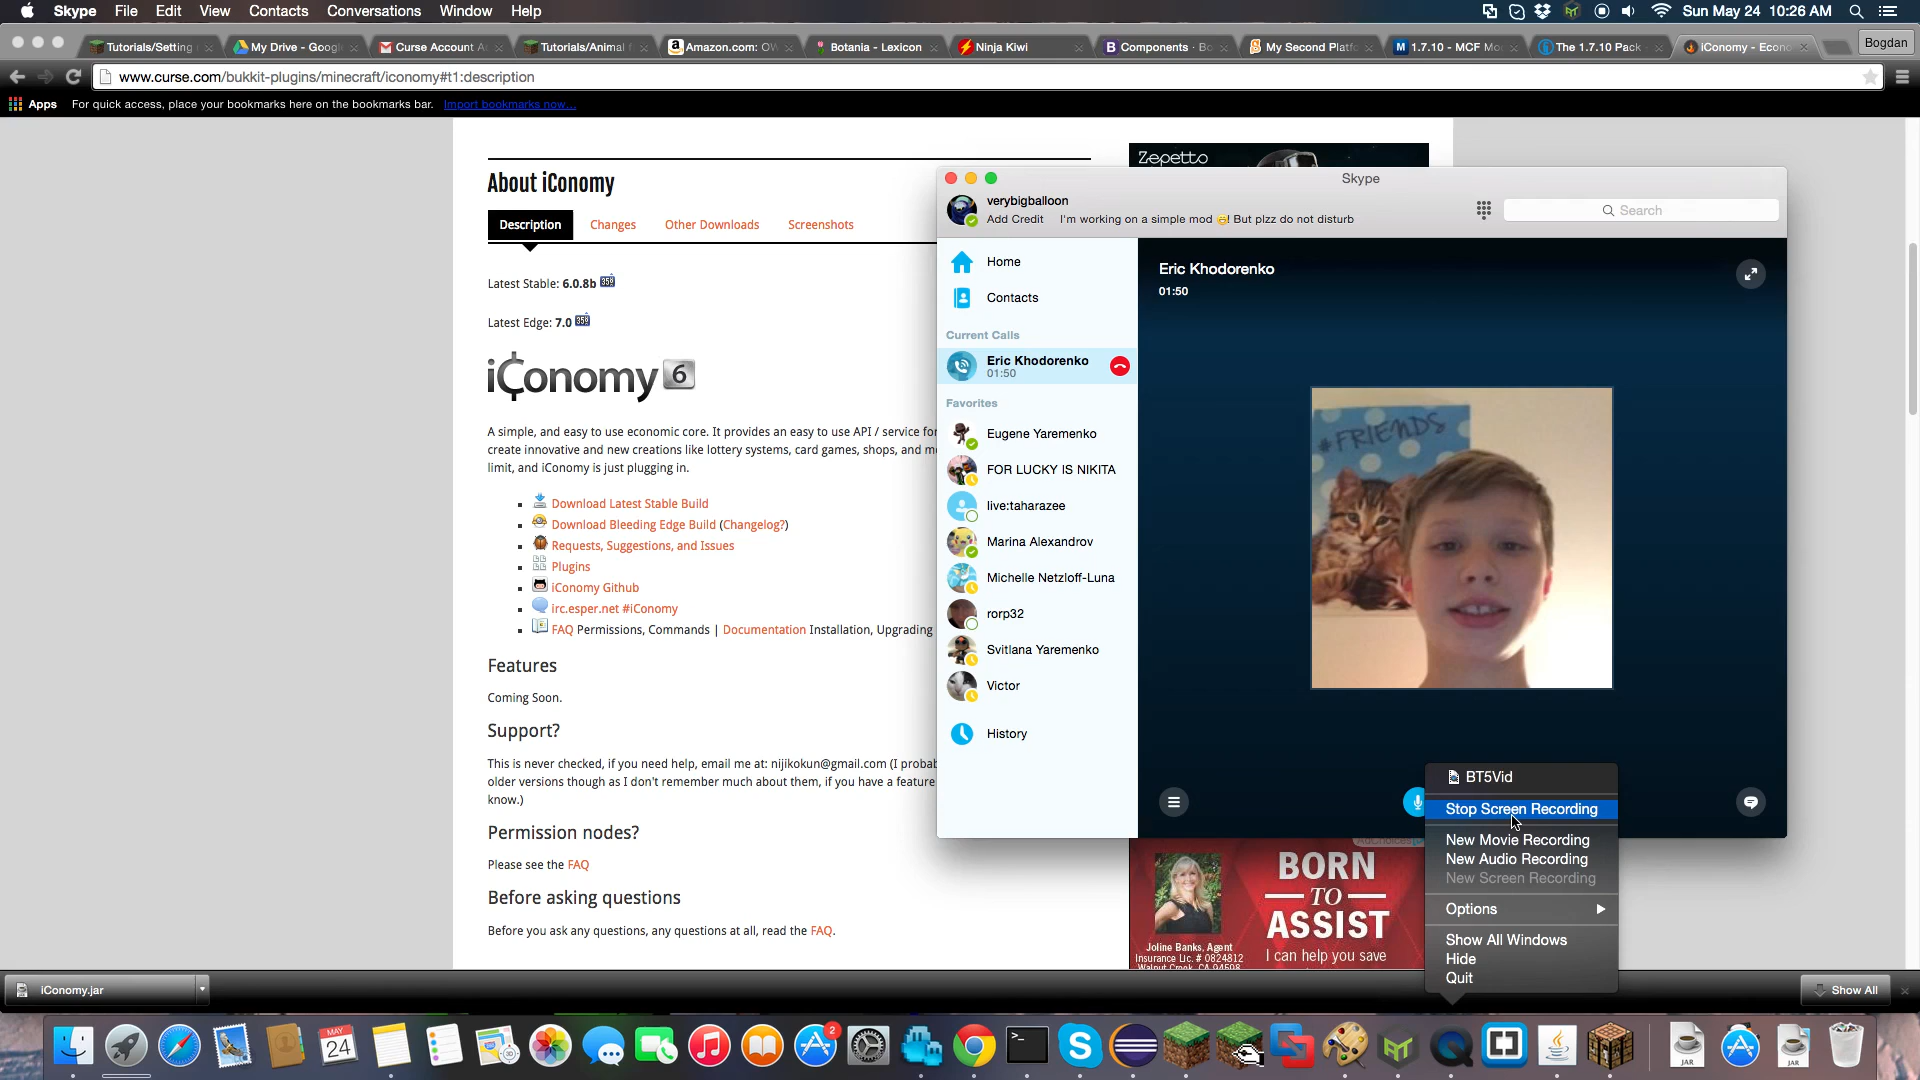 Skype File Edit View Contacts Conversations Window Help
Sun May 24 10:26 AM
Tutorials/Setting
My Drive - Googl
Curse Account A
Tutorials/Animal f
Amazon.com: OW
Botania - Lexicon
Ninja Kiwi
Components · Bo
My Second Platfo
1.7.10 - MCF Mo
The 1.7.10 Pack
iConomy - Econo
Bogdan
www.curse.com/bukkit-plugins/minecraft/iconomy#t1:description
Apps For quick access, place your bookmarks here on the bookmarks bar. Import bookmarks now...
About iConomy
Description Changes Other Downloads Screenshots
Latest Stable: 6.0.8b
Latest Edge: 7.0
iConomy 6
A simple, and easy to use economic core. It provides an easy to use API / service for
create innovative and new creations like lottery systems, card games, shops, and m
limit, and iConomy is just plugging in.
Download Latest Stable Build
Download Bleeding Edge Build (Changelog?)
Requests, Suggestions, and Issues
Plugins
iConomy Github
irc.esper.net #iConomy
FAQ Permissions, Commands | Documentation Installation, Upgrading
Features
Coming Soon.
Support?
This is never checked, if you need help, email me at: nijikokun@gmail.com (I probab
older versions though as I don't remember much about them, if you have a feature
know.)
Permission nodes?
Please see the FAQ
Before asking questions
Before you ask any questions, any questions at all, read the FAQ.
Zepetto
Skype
verybigballoon
Add Credit I'm working on a simple mod 😁! But plzz do not disturb
Search
Home
Contacts
Current Calls
Eric Khodorenko
01:50
Favorites
Eugene Yaremenko
FOR LUCKY IS NIKITA
live:taharazee
Marina Alexandrov
Michelle Netzloff-Luna
rorp32
Svitlana Yaremenko
Victor
History
Eric Khodorenko
01:50
#FRIENDS
BT5Vid
Stop Screen Recording
New Movie Recording
New Audio Recording
New Screen Recording
Options
Show All Windows
Hide
Quit
AdChoices
BORN
TO
ASSIST
I can help you save
Joline Banks, Agent
Insurance Lic. # 0824812
Walnut Creek, CA 94598
iConomy.jar
Show All
MAY
24
2
JAR
JAR